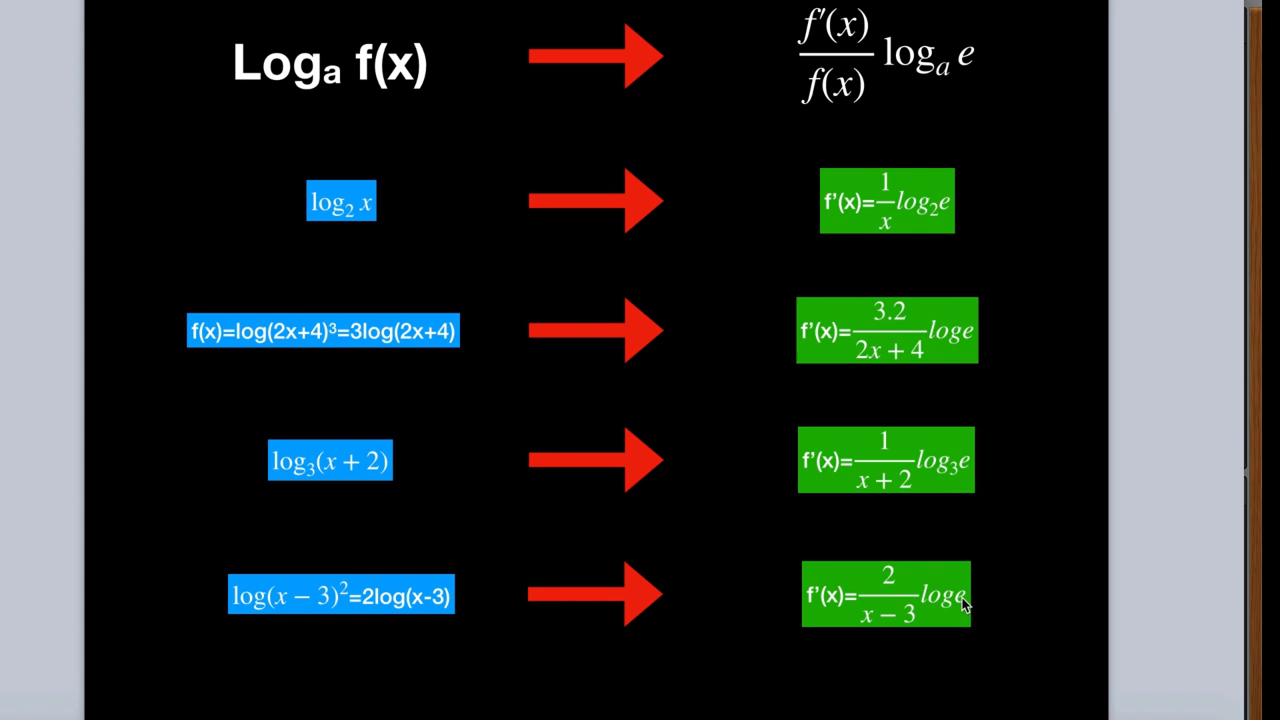 Logₐ f(x) f'(x)/f(x) logₐ e
log₂ x f'(x)=1/x log₂e
f(x)=log(2x+4)³=3log(2x+4) f'(x)=3.2/2x + 4 loge
log₃(x + 2) f'(x)=1/x + 2 log₃e
log(x − 3)²=2log(x-3) f'(x)=2/x − 3 loge